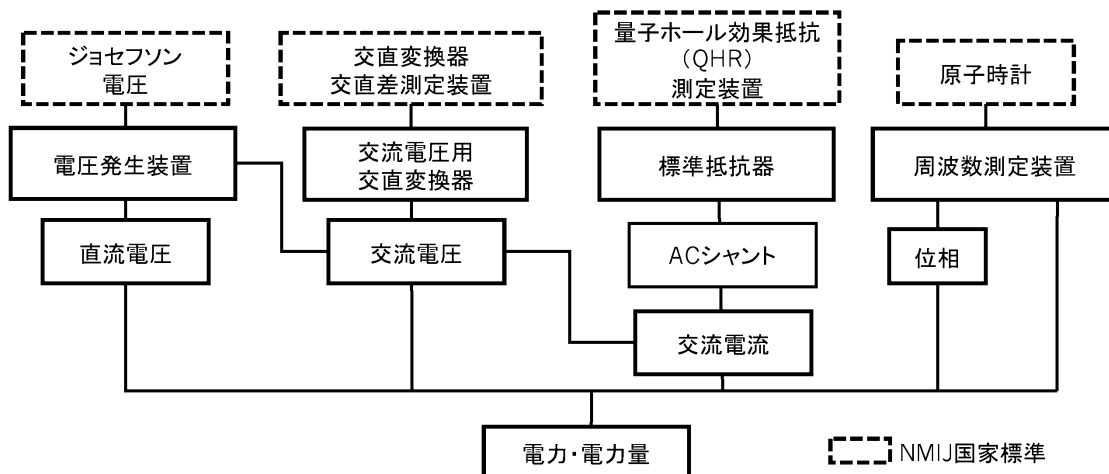 ジョセフソン
電圧
交直変換器
交直差測定装置
量子ホール効果抵抗
(QHR)
測定装置
原子時計
電圧発生装置
交流電圧用
交直変換器
標準抵抗器
周波数測定装置
直流電圧
交流電圧
ACシャント
位相
交流電流
電力・電力量
NMIJ国家標準